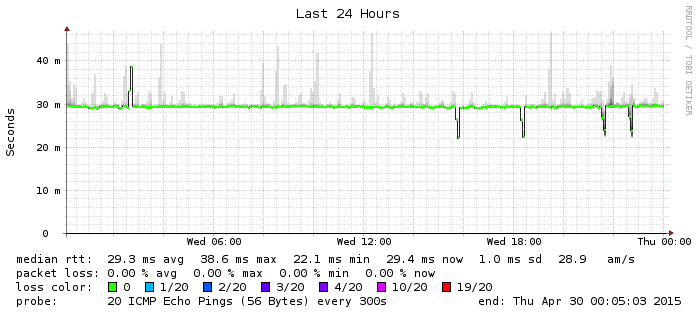 Last 24 Hours
RRDTOOL / TOBI OETIKER
Seconds
40 m
30 m
20 m
10 m
0
Wed 06:00 Wed 12:00 Wed 18:00 Thu 00:00
median rtt: 29.3 ms avg 38.6 ms max 22.1 ms min 29.4 ms now 1.0 ms sd 28.9 am/s
packet loss: 0.00 % avg 0.00 % max 0.00 % min 0.00 % now
loss color: 0 1/20 2/20 3/20 4/20 10/20 19/20
probe: 20 ICMP Echo Pings (56 Bytes) every 300s end: Thu Apr 30 00:05:03 2015